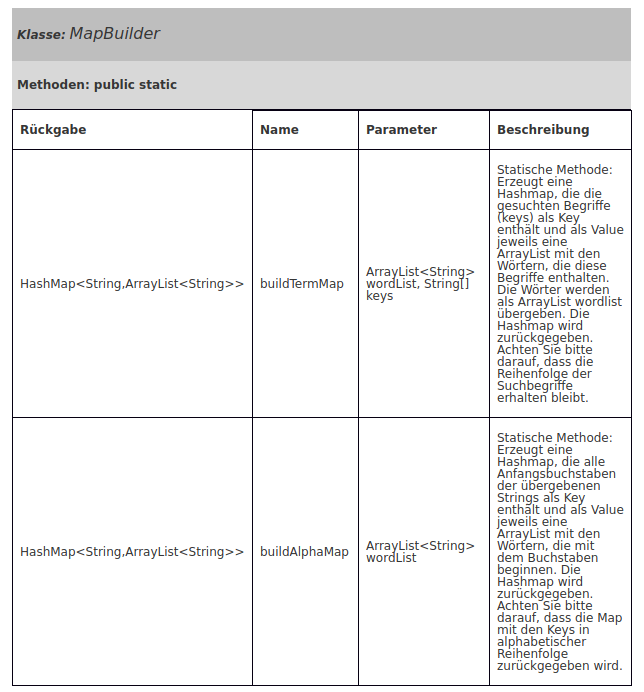 Klasse: MapBuilder
Methoden: public static
Rückgabe
Name
Parameter
Beschreibung
HashMap<String,ArrayList<String>>
buildTermMap
ArrayList<String>
wordList, String[]
keys
Statische Methode:
Erzeugt eine
Hashmap, die die
gesuchten Begriffe
(keys) als Key
enthält und als Value
jeweils eine
ArrayList mit den
Wörtern, die diese
Begriffe enthalten.
Die Wörter werden
als ArrayList wordlist
übergeben. Die
Hashmap wird
zurückgegeben.
Achten Sie bitte
darauf, dass die
Reihenfolge der
Suchbegriffe
erhalten bleibt.
HashMap<String,ArrayList<String>>
buildAlphaMap
ArrayList<String>
wordList
Statische Methode:
Erzeugt eine
Hashmap, die alle
Anfangsbuchstaben
der übergebenen
Strings als Key
enthält und als Value
jeweils eine
ArrayList mit den
Wörtern, die mit
dem Buchstaben
beginnen. Die
Hashmap wird
zurückgegeben.
Achten Sie bitte
darauf, dass die Map
mit den Keys in
alphabetischer
Reihenfolge
zurückgegeben wird.